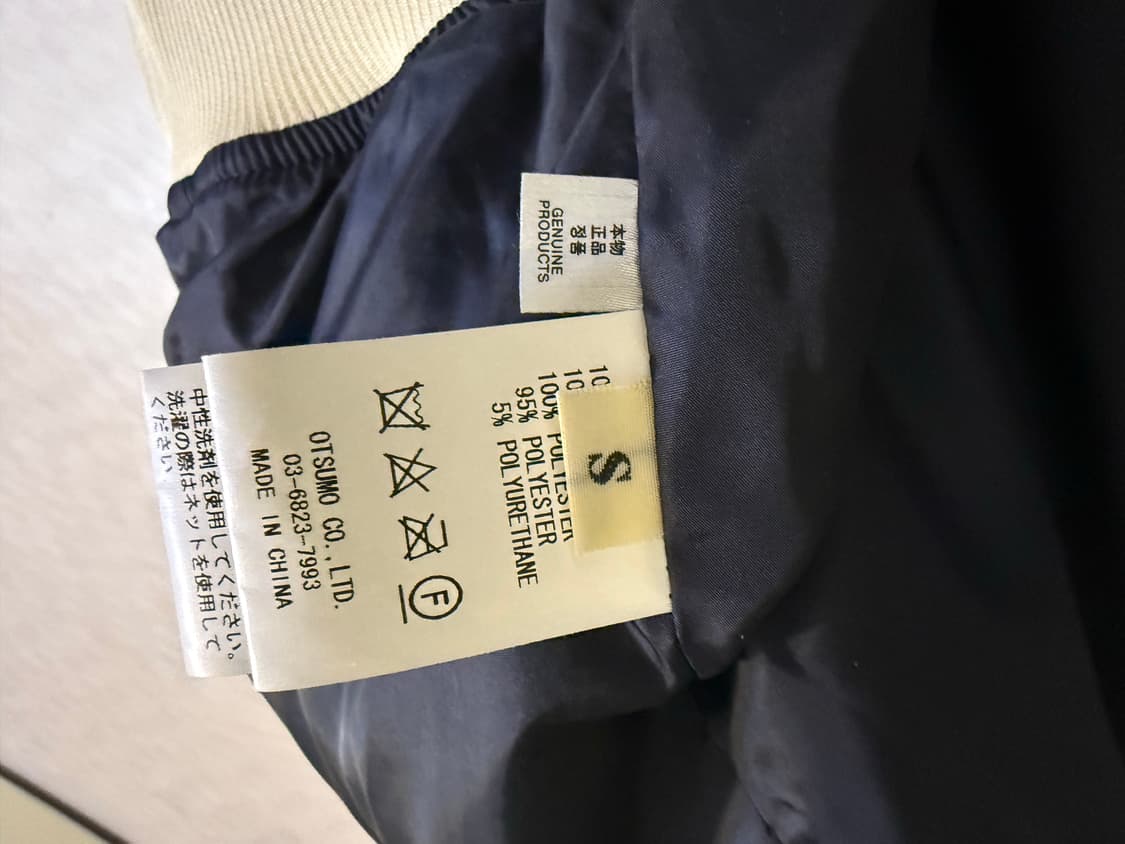 本物
正品
정품
GENUINE
PRODUCTS
S
10
10
100% POLYESTER
95% POLYESTER
5% POLYURETHANE
F
OTSUMO CO.,LTD.
03-6823-7993
MADE IN CHINA
中性洗剤を使用してください。
洗濯の際はネットを使用して
ください